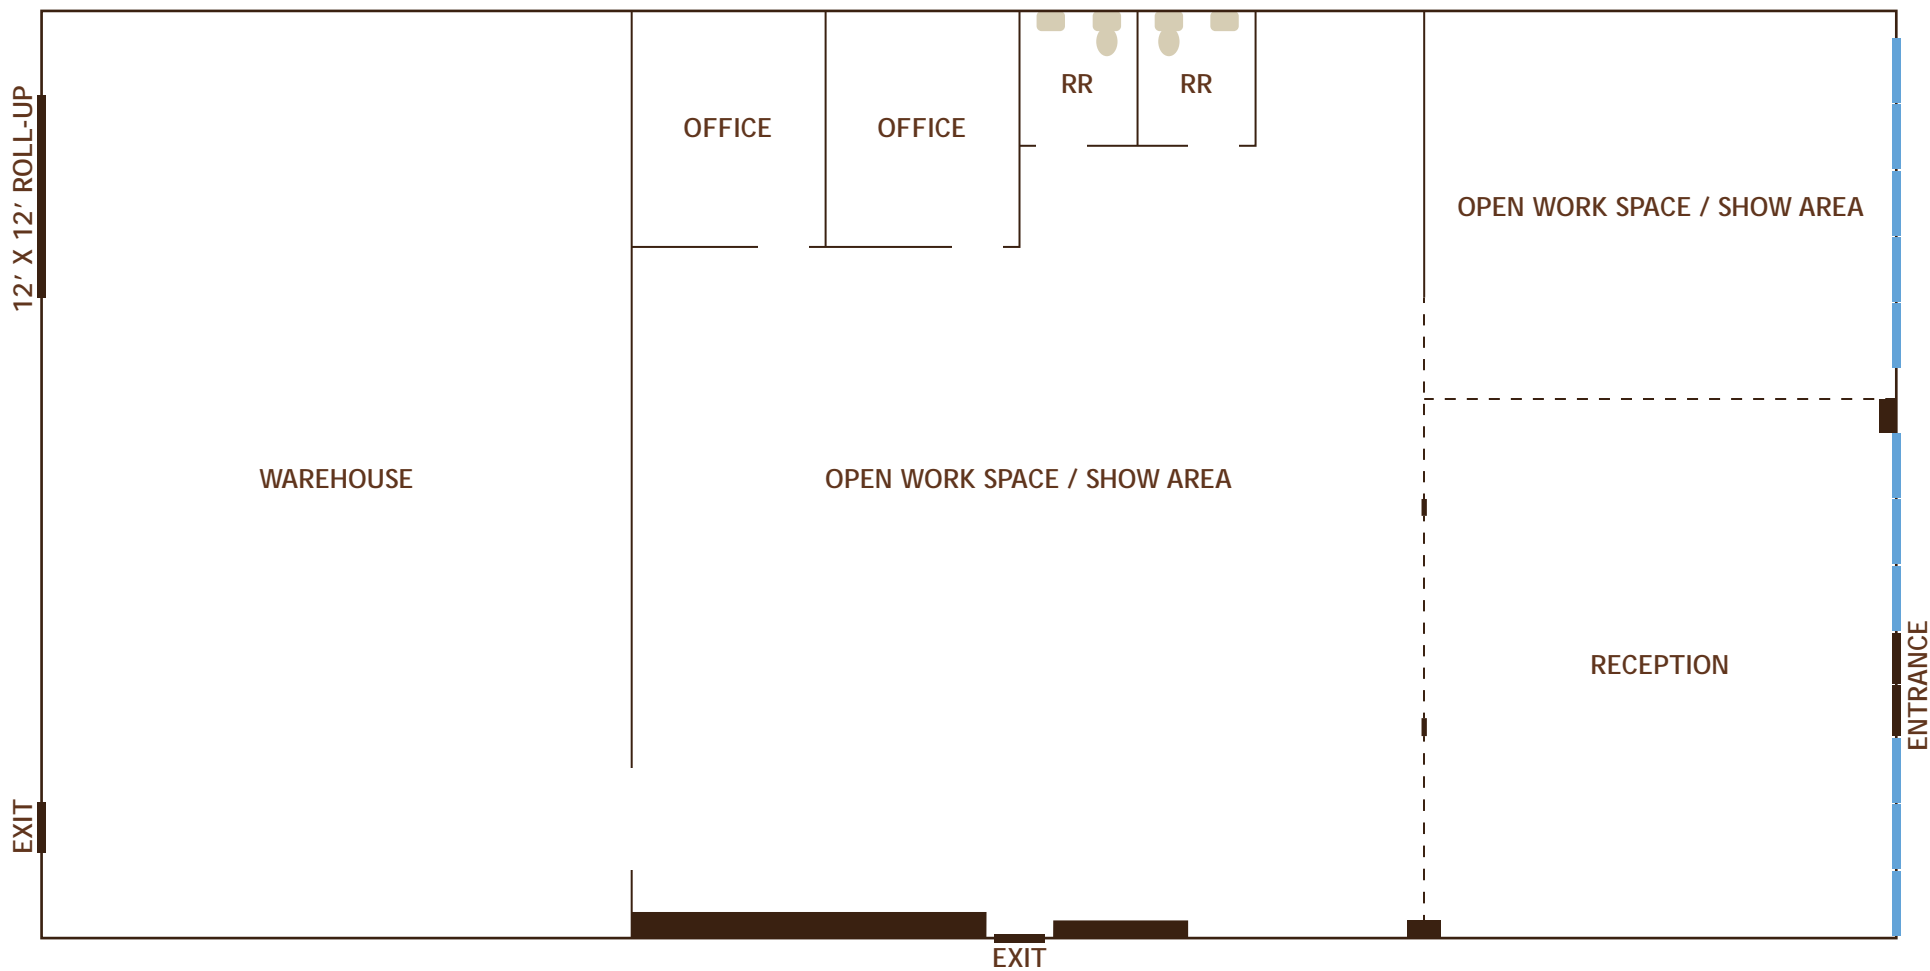 RR
RR
12′ X 12′ ROLL-UP
OFFICE
OFFICE
OPEN WORK SPACE / SHOW AREA
WAREHOUSE
OPEN WORK SPACE / SHOW AREA
RECEPTION
ENTRANCE
EXIT
EXIT